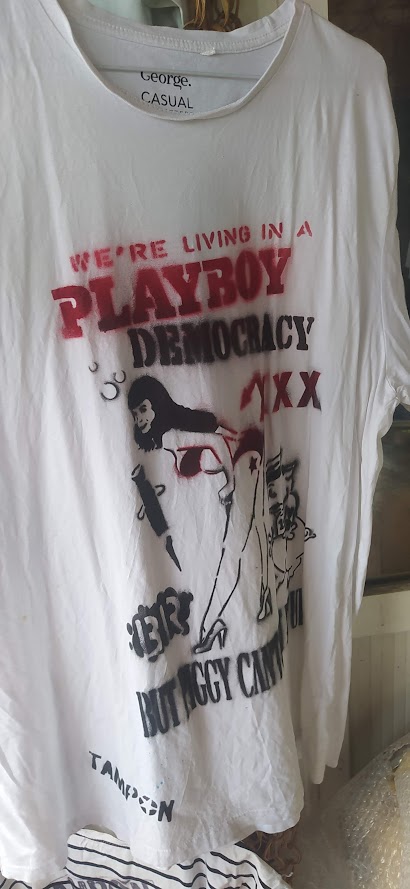 George.
CASUAL
WE'RE LIVING IN A
PLAYBOY
DEMOCRACY
XXX
BUT PIGGY CAN'T
TAMPON